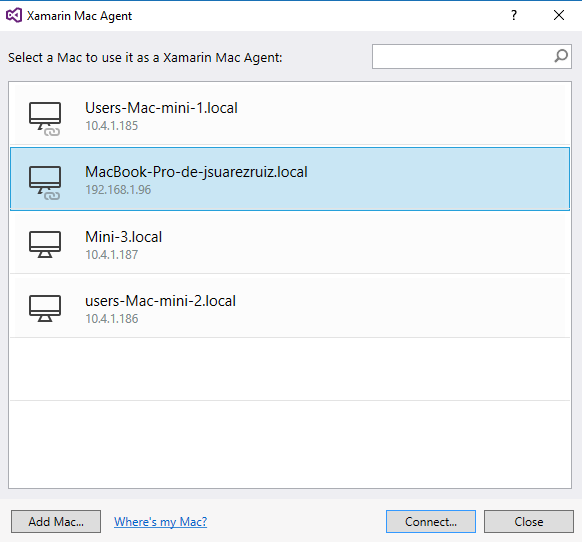 Xamarin Mac Agent
?
Select a Mac to use it as a Xamarin Mac Agent:
Users-Mac-mini-1.local
10.4.1.185
MacBook-Pro-de-jsuarezruiz.local
192.168.1.96
Mini-3.local
10.4.1.187
users-Mac-mini-2.local
10.4.1.186
Add Mac... Where's my Mac? Connect... Close